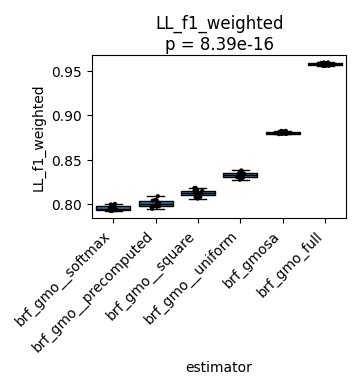 LL_f1_weighted
p = 8.39e-16
LL_f1_weighted
0.95
0.90
0.85
0.80
brf_gmo__softmax
brf_gmo__precomputed
brf_gmo__square
brf_gmo__uniform
brf_gmosa
brf_gmo_full
estimator